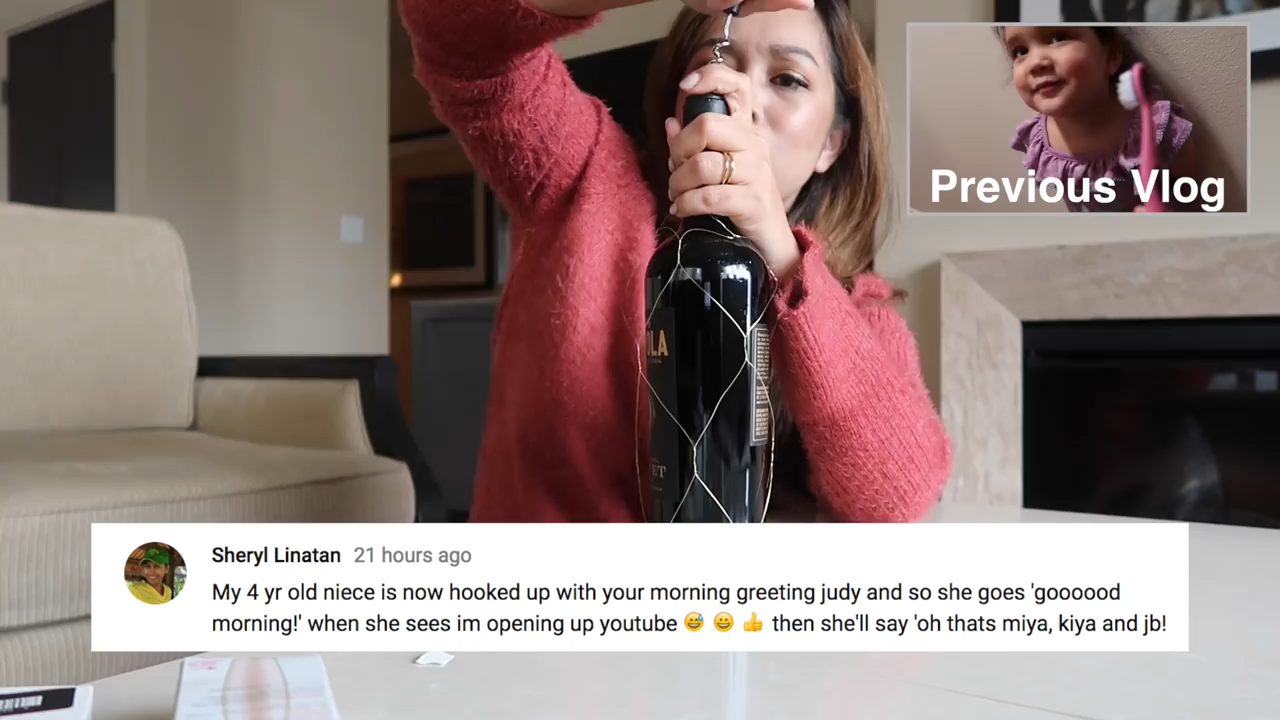 Previous Vlog
Sheryl Linatan 21 hours ago
My 4 yr old niece is now hooked up with your morning greeting judy and so she goes 'goooood
morning!' when she sees im opening up youtube 😅 😀 👍 then she'll say 'oh thats miya, kiya and jb!